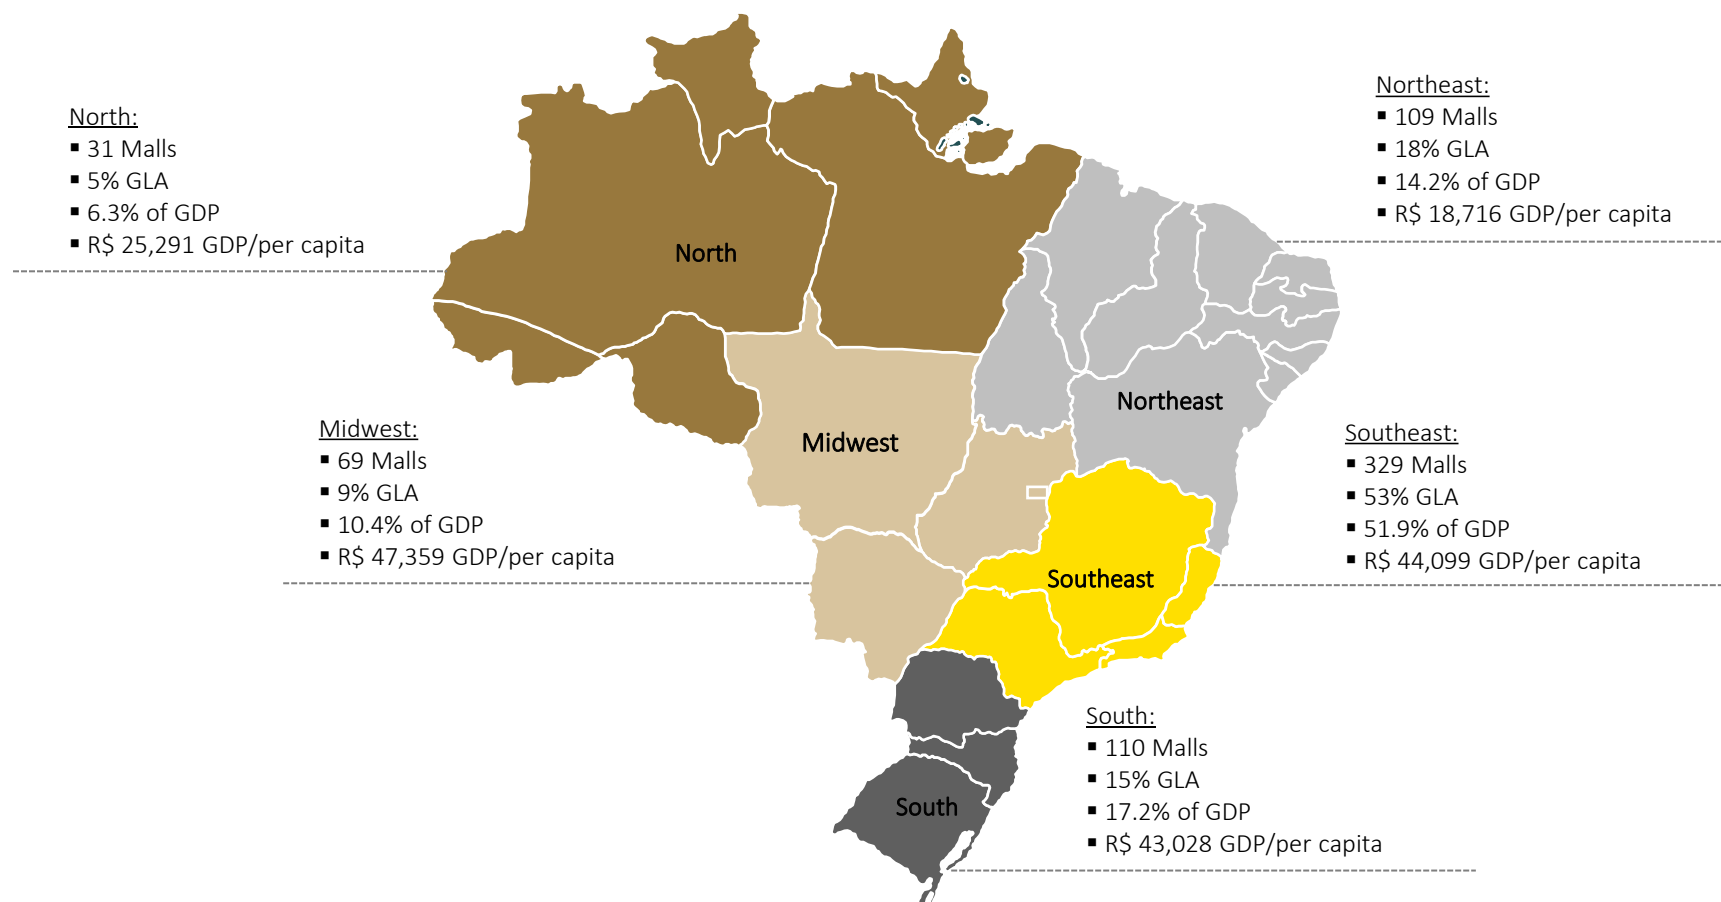 North:
▪ 31 Malls
▪ 5% GLA
▪ 6.3% of GDP
▪ R$ 25,291 GDP/per capita
Northeast:
▪ 109 Malls
▪ 18% GLA
▪ 14.2% of GDP
▪ R$ 18,716 GDP/per capita
North
Northeast
Midwest
Midwest:
▪ 69 Malls
▪ 9% GLA
▪ 10.4% of GDP
▪ R$ 47,359 GDP/per capita
Southeast:
▪ 329 Malls
▪ 53% GLA
▪ 51.9% of GDP
▪ R$ 44,099 GDP/per capita
Southeast
South:
▪ 110 Malls
▪ 15% GLA
▪ 17.2% of GDP
▪ R$ 43,028 GDP/per capita
South